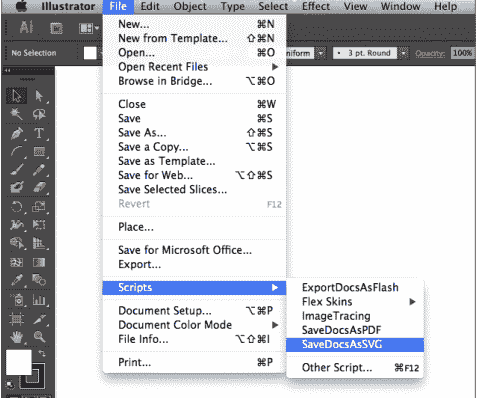 Illustrator File Edit Object Type Select Effect View Window Help
Ai
No Selection
niform 3 pt. Round Opacity: 100%
New... ⌘N
New from Template... ⇧⌘N
Open... ⌘O
Open Recent Files
Browse in Bridge... ⌥⌘O
Close ⌘W
Save ⌘S
Save As... ⇧⌘S
Save a Copy... ⌥⌘S
Save as Template...
Save for Web... ⌥⇧⌘S
Save Selected Slices...
Revert F12
Place...
Save for Microsoft Office...
Export...
Scripts
Document Setup... ⌥⌘P
Document Color Mode
File Info... ⌥⇧⌘I
Print... ⌘P
ExportDocsAsFlash
Flex Skins
ImageTracing
SaveDocsAsPDF
SaveDocsAsSVG
Other Script... ⌘F12